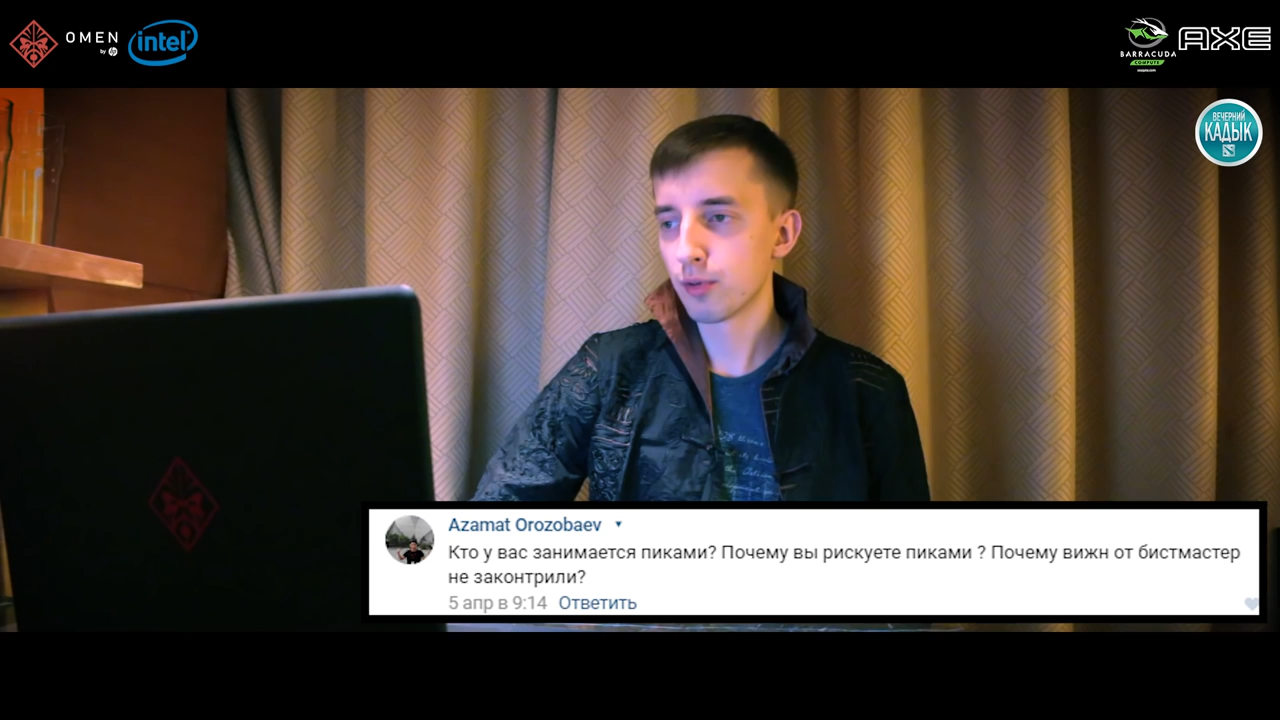 OMEN
by hp
intel
BARRACUDA
COMPUTE
AXE
ВЕЧЕРНИЙ
КАДЫК
Azamat Orozobaev
Кто у вас занимается пиками? Почему вы рискуете пиками ? Почему вижн от бистмастер
не законтрили?
5 апр в 9:14 Ответить